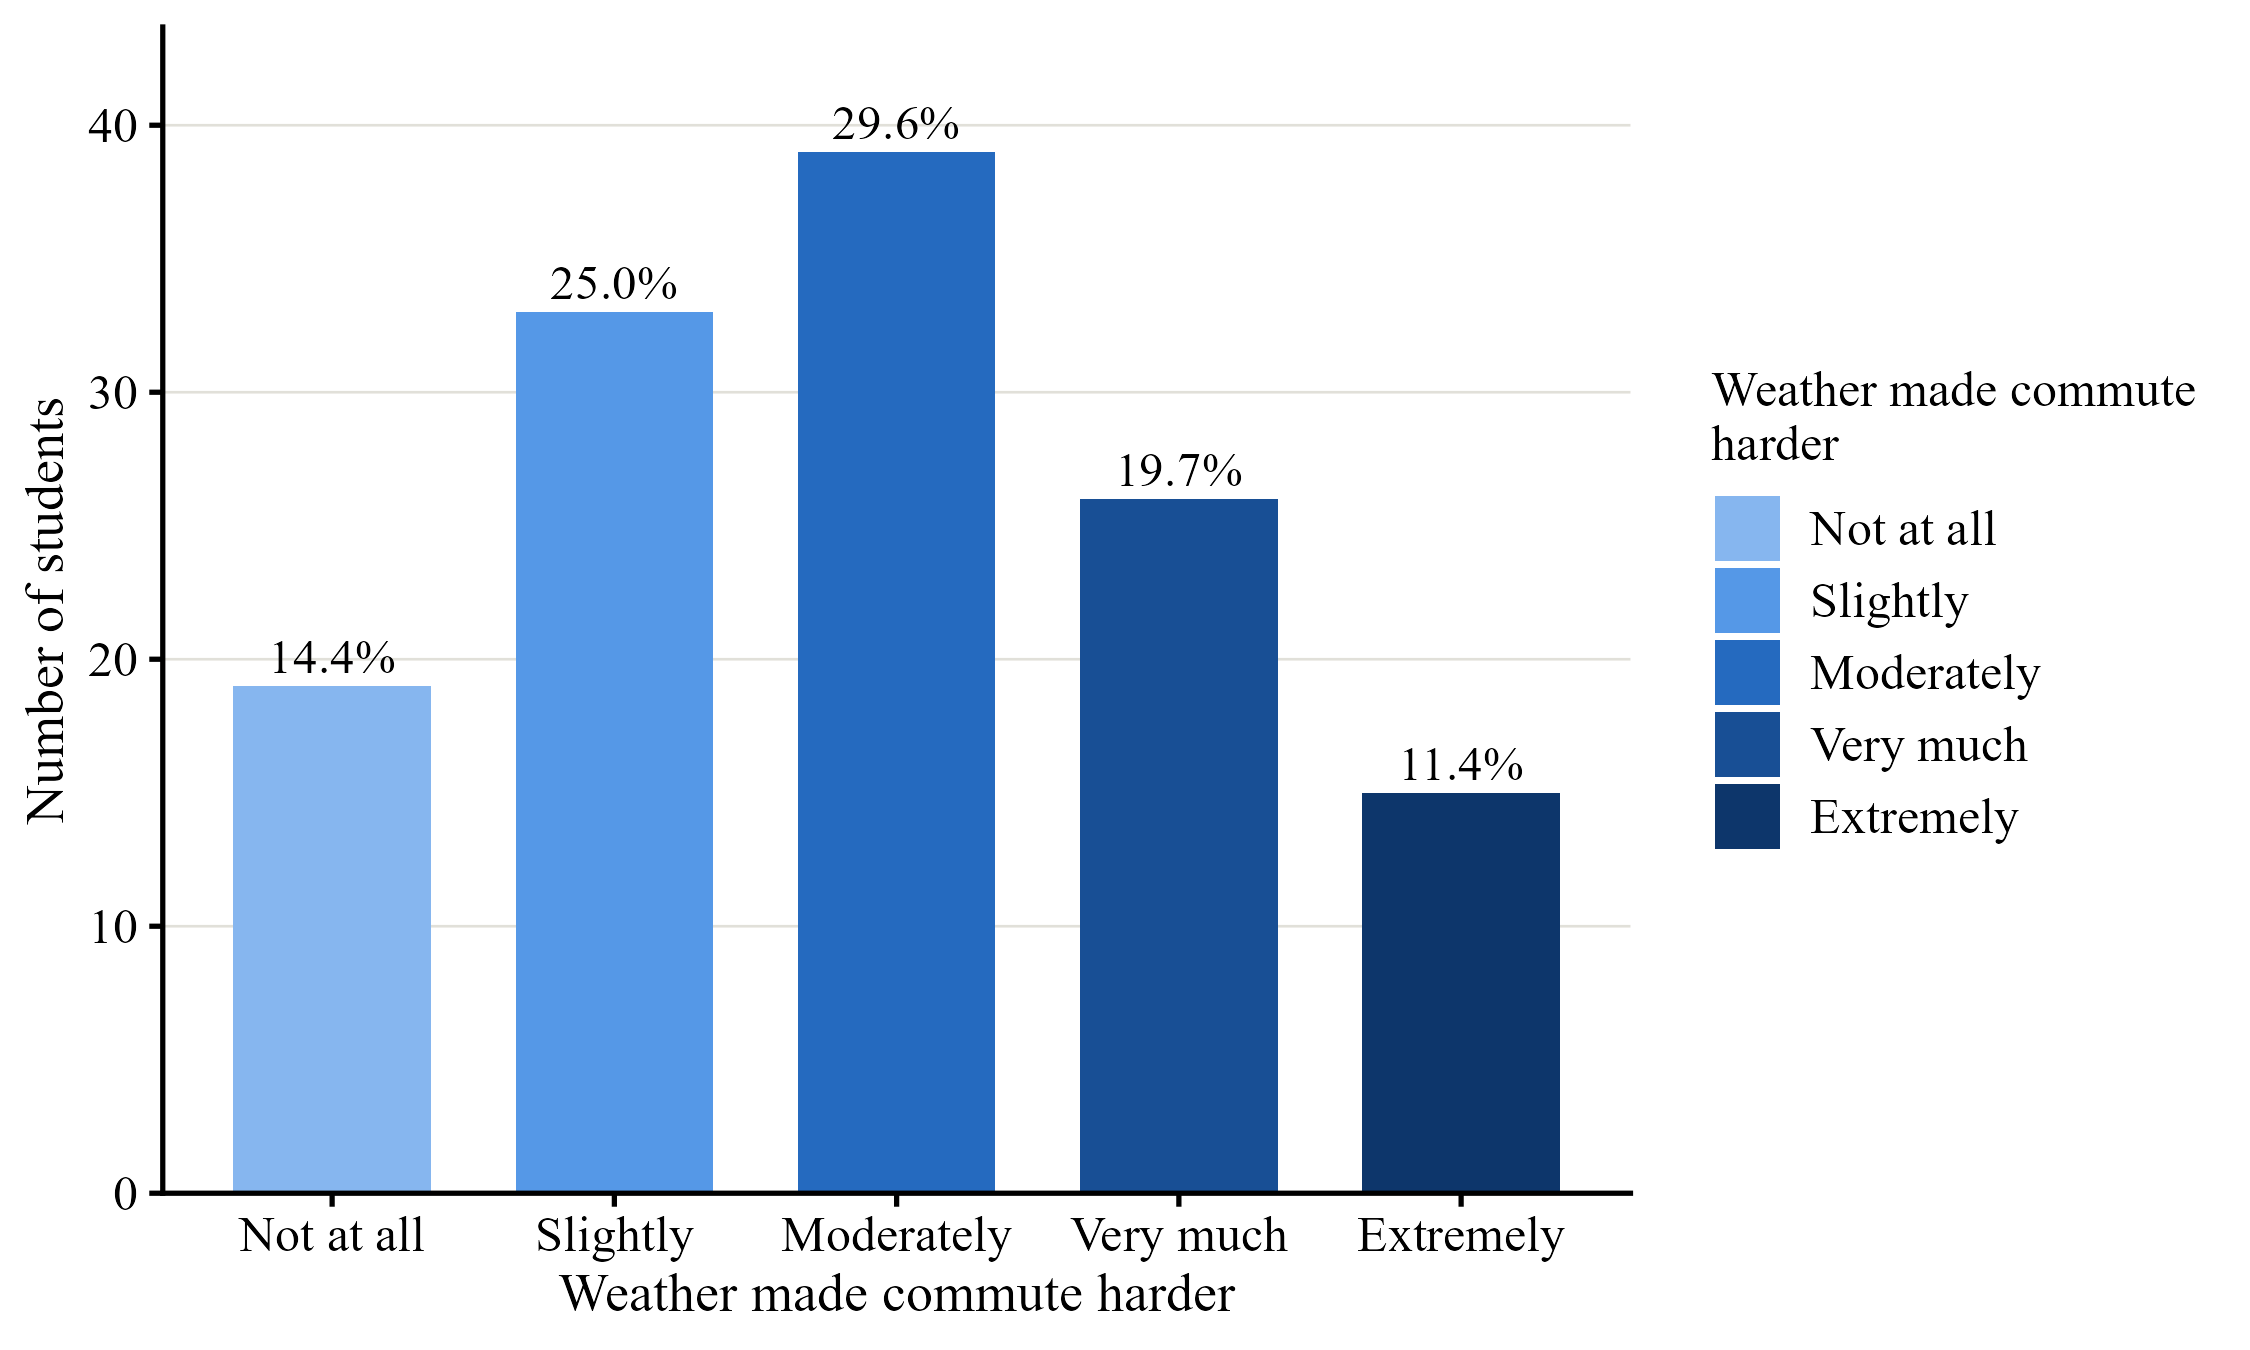 Number of students
40
30
20
10
0
14.4%
25.0%
29.6%
19.7%
11.4%
Not at all
Slightly
Moderately
Very much
Extremely
Weather made commute harder
Weather made commute
harder
Not at all
Slightly
Moderately
Very much
Extremely